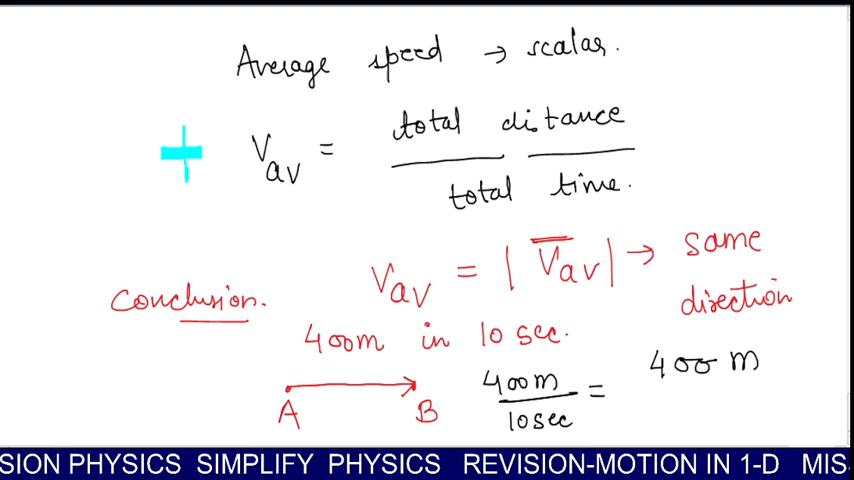 Average speed → scalar.
Vav = total distance
total time.
Vav = | Vav | → same
direction
Conclusion.
400m in 10 sec.
A B
400m = 400 m
10sec
SION PHYSICS SIMPLIFY PHYSICS REVISION-MOTION IN 1-D MIS